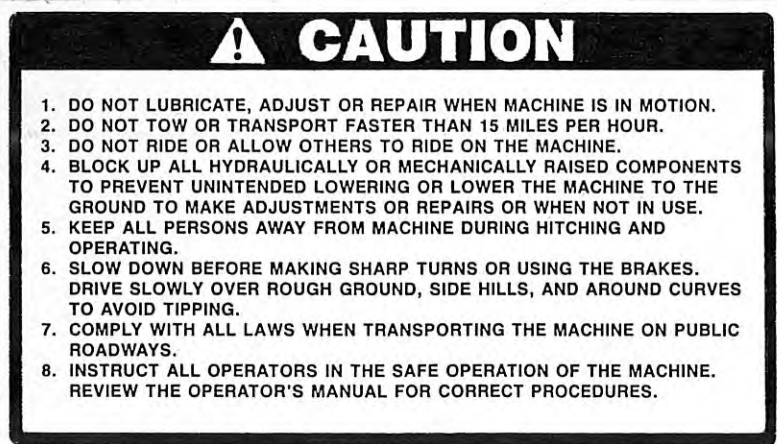 CAUTION
1. DO NOT LUBRICATE, ADJUST OR REPAIR WHEN MACHINE IS IN MOTION.
2. DO NOT TOW OR TRANSPORT FASTER THAN 15 MILES PER HOUR.
3. DO NOT RIDE OR ALLOW OTHERS TO RIDE ON THE MACHINE.
4. BLOCK UP ALL HYDRAULICALLY OR MECHANICALLY RAISED COMPONENTS
TO PREVENT UNINTENDED LOWERING OR LOWER THE MACHINE TO THE
GROUND TO MAKE ADJUSTMENTS OR REPAIRS OR WHEN NOT IN USE.
5. KEEP ALL PERSONS AWAY FROM MACHINE DURING HITCHING AND
OPERATING.
6. SLOW DOWN BEFORE MAKING SHARP TURNS OR USING THE BRAKES.
DRIVE SLOWLY OVER ROUGH GROUND, SIDE HILLS, AND AROUND CURVES
TO AVOID TIPPING.
7. COMPLY WITH ALL LAWS WHEN TRANSPORTING THE MACHINE ON PUBLIC
ROADWAYS.
8. INSTRUCT ALL OPERATORS IN THE SAFE OPERATION OF THE MACHINE.
REVIEW THE OPERATOR'S MANUAL FOR CORRECT PROCEDURES.